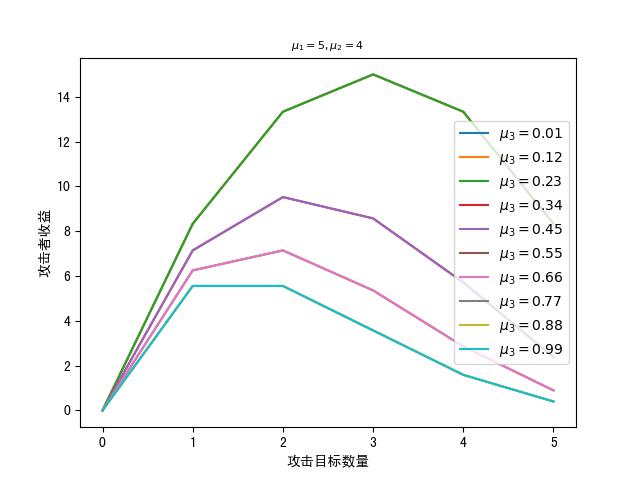 μ₁ = 5, μ₂ = 4
14
12
10
8
6
4
2
0
攻击者收益
μ₃ = 0.01
μ₃ = 0.12
μ₃ = 0.23
μ₃ = 0.34
μ₃ = 0.45
μ₃ = 0.55
μ₃ = 0.66
μ₃ = 0.77
μ₃ = 0.88
μ₃ = 0.99
0 1 2 3 4 5
攻击目标数量